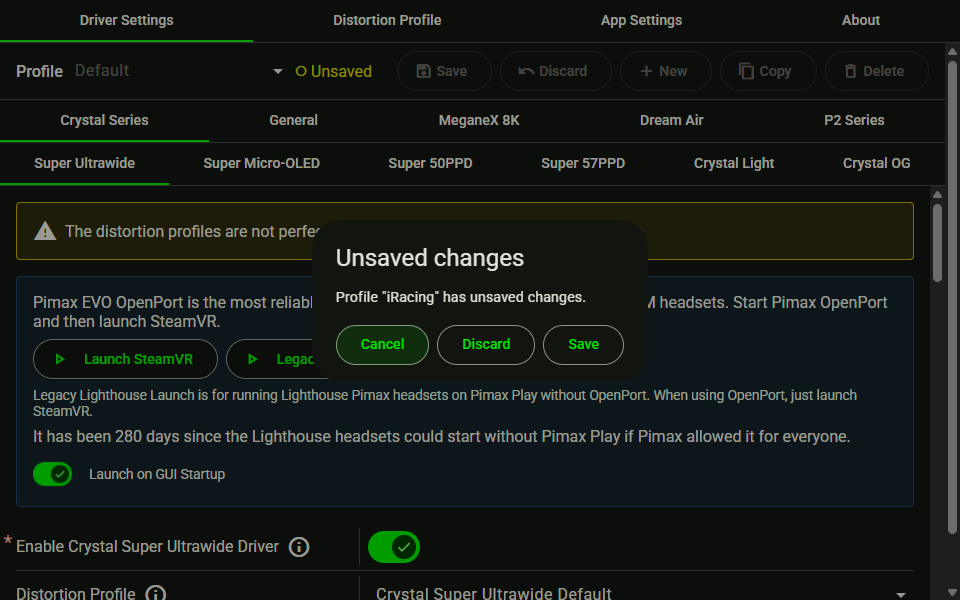 Driver Settings Distortion Profile App Settings About
Profile Default Unsaved Save Discard New Copy Delete
Crystal Series General MeganeX 8K Dream Air P2 Series
Super Ultrawide Super Micro-OLED Super 50PPD Super 57PPD Crystal Light Crystal OG
The distortion profiles are not
Unsaved changes
Profile "iRacing" has unsaved changes.
Cancel Discard Save
Pimax EVO OpenPort is the most headsets. Start Pimax OpenPort
and then launch SteamVR.
Launch SteamVR
Legacy Lighthouse Launch is for running Lighthouse Pimax headsets on Pimax Play without OpenPort. When using OpenPort, just launch
SteamVR.
It has been 280 days since the Lighthouse headsets could start without Pimax Play if Pimax allowed it for everyone.
Launch on GUI Startup
* Enable Crystal Super Ultrawide Driver
Distortion Profile Crystal Super Ultrawide Default